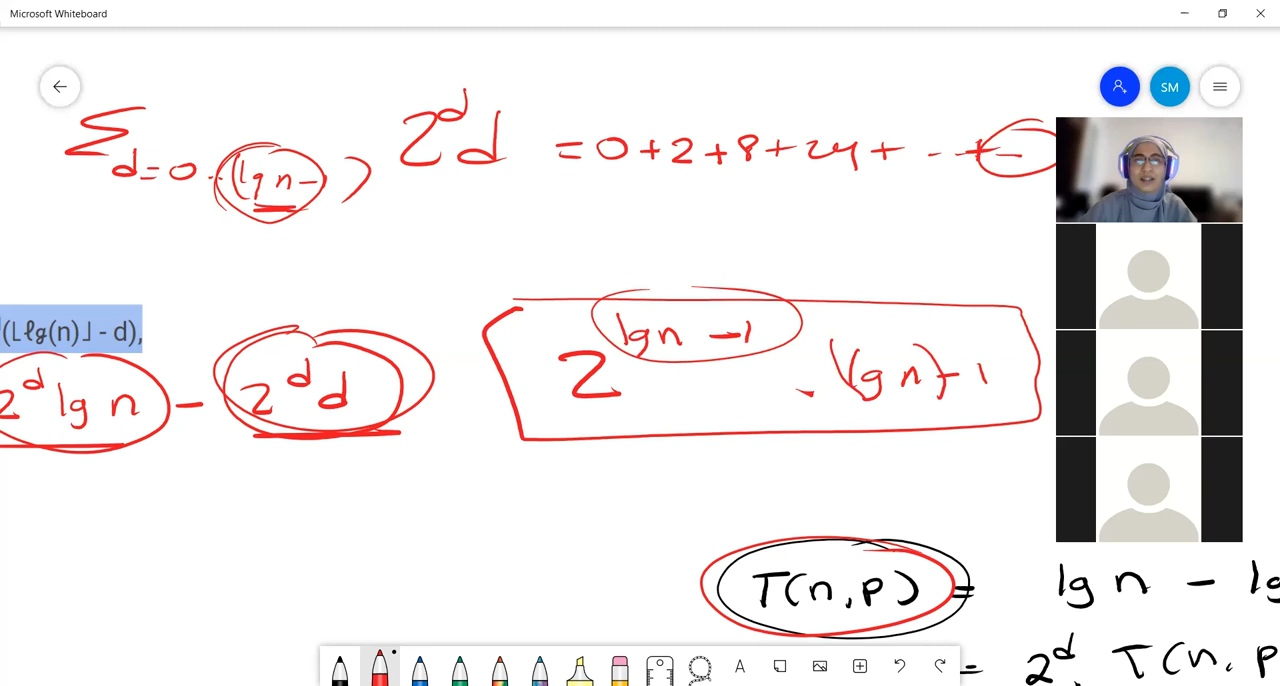 Microsoft Whiteboard
SM
Σ d=0..(lg n-1) 2^d d = 0 + 2 + 8 + 24 + ... + _
(⌊ℓg(n)⌋ - d),
2^d lg n - 2^d d
2^lg n - 1 . (lg n) - 1
T(n, p) = lg n - lg
= 2^d. T(n, p
A